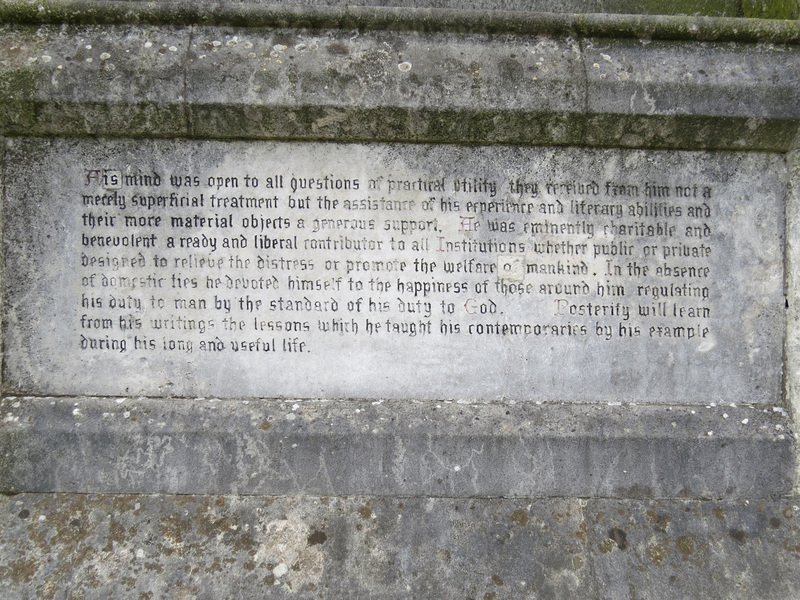 His mind was open to all questions of practical utility they received from him not a
merely superficial treatment but the assistance of his experience and literary abilities and
their more material objects a generous support. He was eminently charitable and
benevolent a ready and liberal contributor to all Institutions whether public or private
designed to relieve the distress or promote the welfare of mankind. In the absence
of domestic ties he devoted himself to the happiness of those around him regulating
his duty to man by the standard of his duty to God. Posterity will learn
from his writings the lessons which he taught his contemporaries by his example
during his long and useful life.